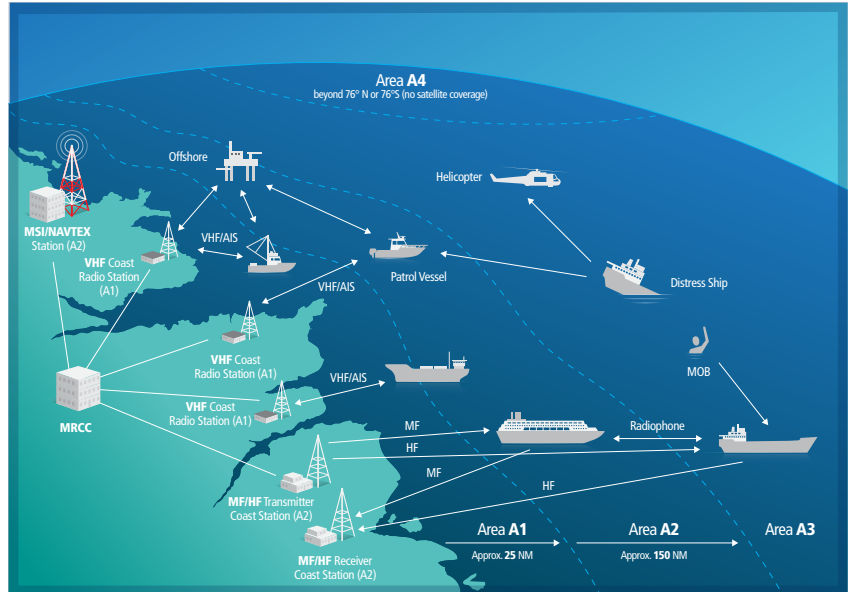 Area A4
beyond 76° N or 76°S (no satellite coverage)
Offshore
Helicopter
MSI/NAVTEX
Station (A2)
VHF/AIS
VHF Coast
Radio Station
(A1)
Patrol Vessel
Distress Ship
VHF/AIS
VHF Coast
Radio Station (A1)
MOB
VHF/AIS
VHF Coast
Radio Station (A1)
MRCC
MF
Radiophone
HF
MF
HF
MF/HF Transmitter
Coast Station (A2)
Area A1
Area A2
Area A3
Approx. 25 NM
Approx. 150 NM
MF/HF Receiver
Coast Station (A2)